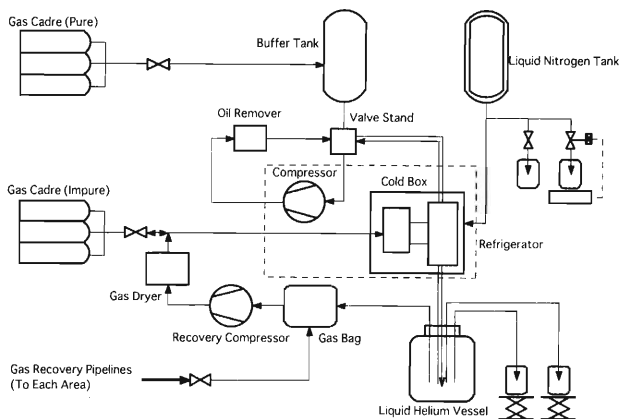 Gas Cadre (Pure)
Buffer Tank
Liquid Nitrogen Tank
Oil Remover
Valve Stand
Compressor
Cold Box
Gas Cadre (Impure)
Refrigerator
Gas Dryer
Recovery Compressor
Gas Bag
Gas Recovery Pipelines
(To Each Area)
Liquid Helium Vessel